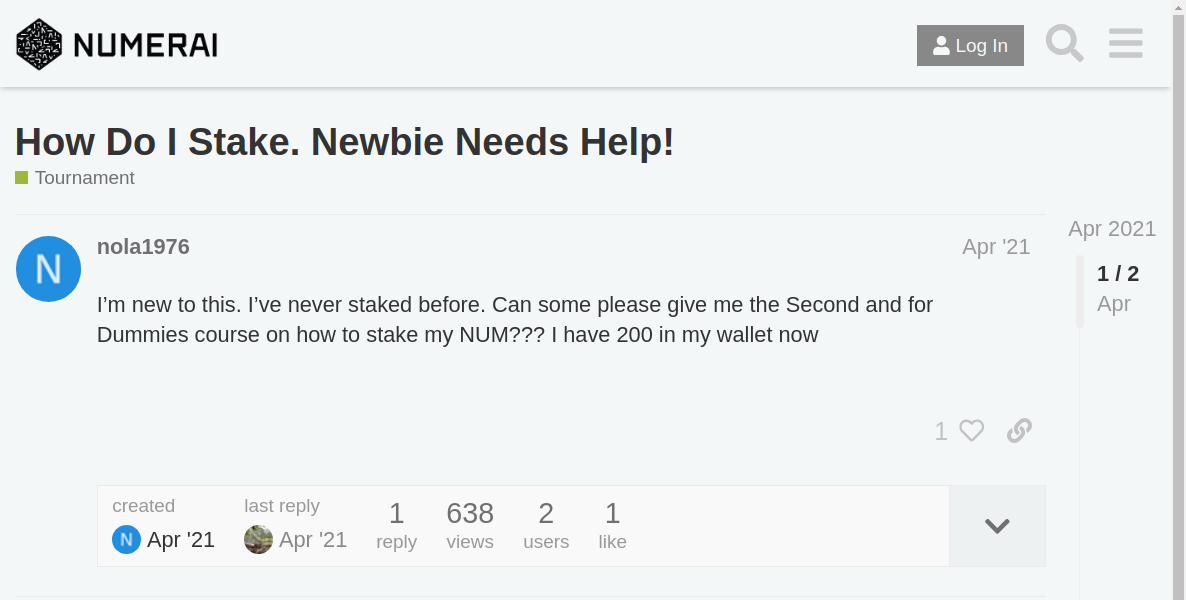 NUMERAI
Log In
How Do I Stake. Newbie Needs Help!
Tournament
nola1976
Apr '21
Apr 2021
1 / 2
Apr
I’m new to this. I’ve never staked before. Can some please give me the Second and for
Dummies course on how to stake my NUM??? I have 200 in my wallet now
1
created
N Apr '21
last reply
Apr '21
1
reply
638
views
2
users
1
like
N